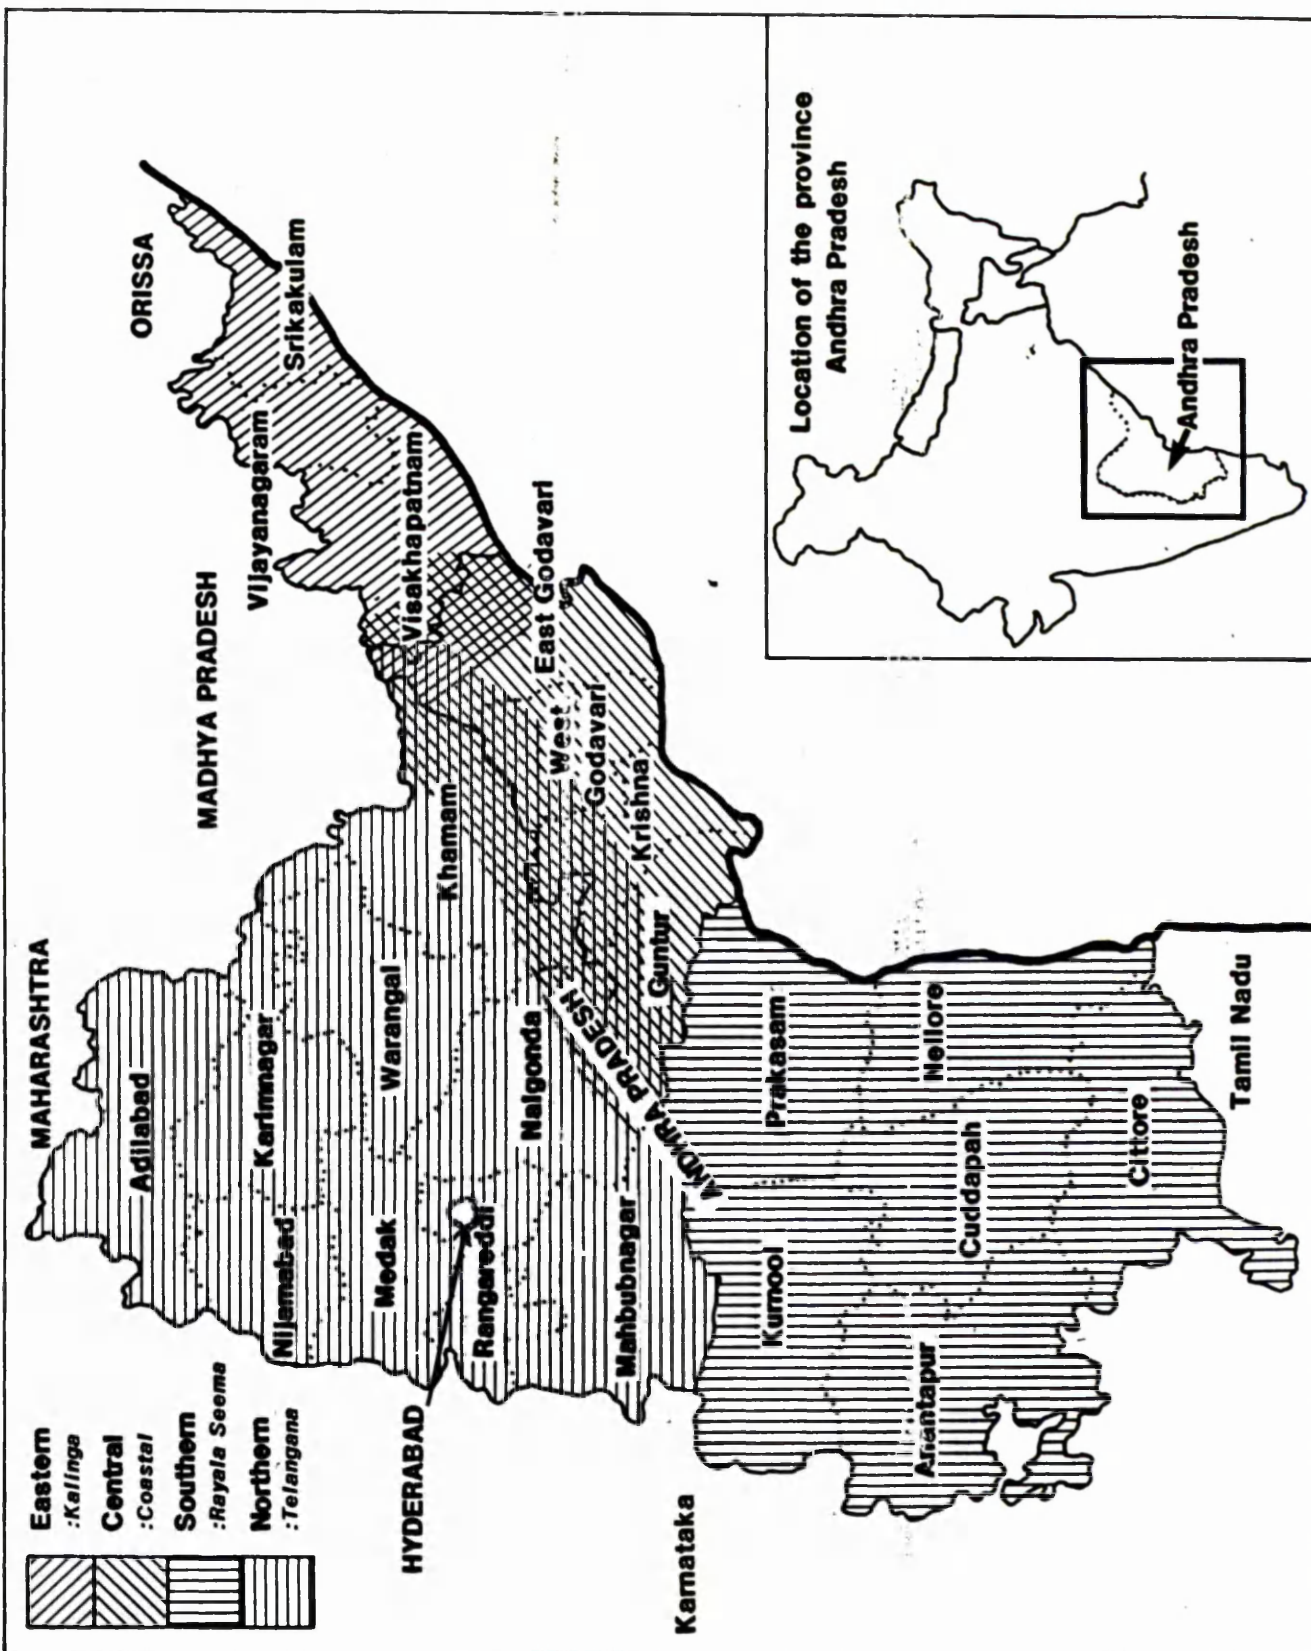 Eastern
:Kalinga
Central
:Coastal
Southern
:Rayala Seema
Northern
:Telangana
MAHARASHTRA
MADHYA PRADESH
ORISSA
Adilabad
Nijamabad
Karimnagar
Vijayanagaram
Srikakulam
HYDERABAD
Medak
Warangal
Khamam
Visakhapatnam
Rangareddi
Nalgonda
East Godavari
West
Godavari
Mahbubnagar
ANDHRA PRADESH
Guntur
Krishna
Karnataka
Kurnool
Prakasam
Anantapur
Cuddapah
Nellore
Cittore
Tamil Nadu
Location of the province
Andhra Pradesh
Andhra Pradesh